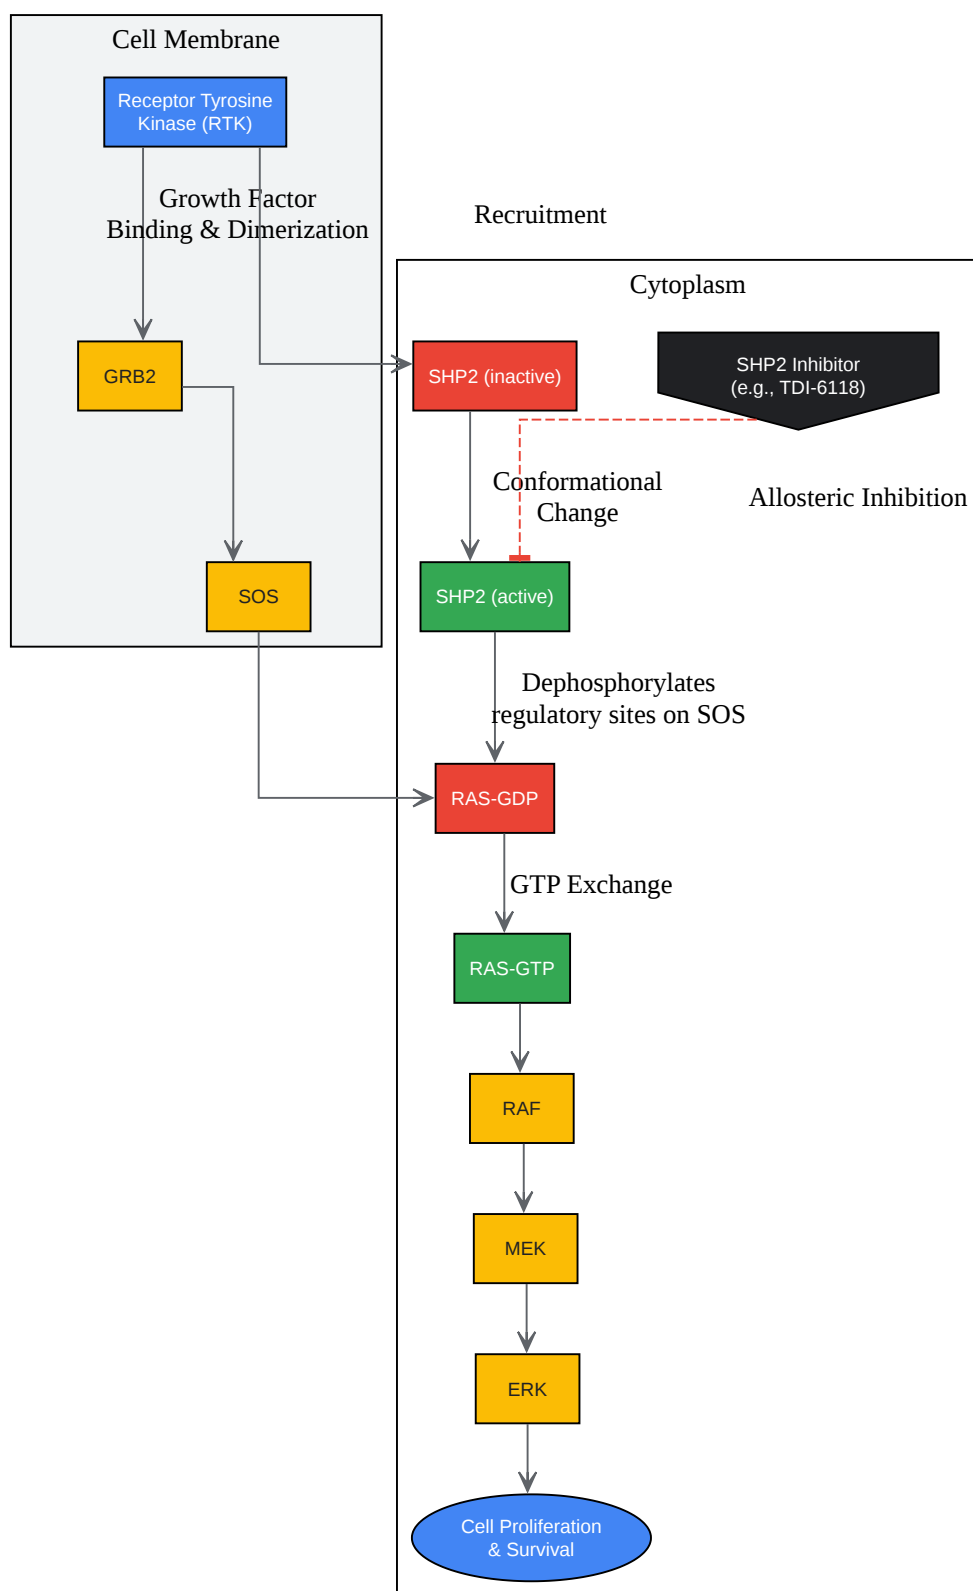 Cell Membrane
Receptor Tyrosine
Kinase (RTK)
Growth Factor
Binding & Dimerization
Recruitment
Cytoplasm
GRB2
SHP2 (inactive)
SHP2 Inhibitor
(e.g., TDI-6118)
Conformational
Change
Allosteric Inhibition
SOS
SHP2 (active)
Dephosphorylates
regulatory sites on SOS
RAS-GDP
GTP Exchange
RAS-GTP
RAF
MEK
ERK
Cell Proliferation
& Survival